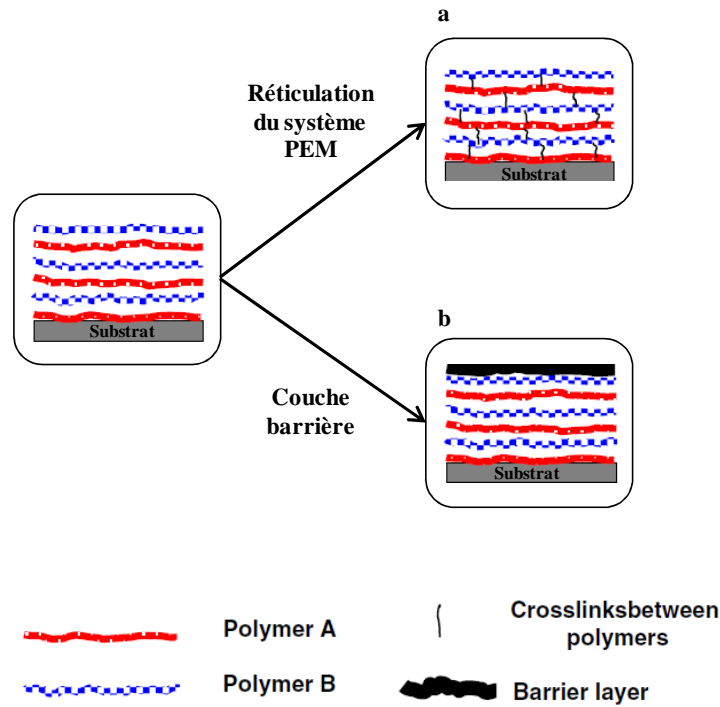 a
Réticulation
du système
PEM
Substrat
Substrat
b
Couche
barrière
Substrat
Polymer A
Crosslinksbetween
polymers
Polymer B
Barrier layer